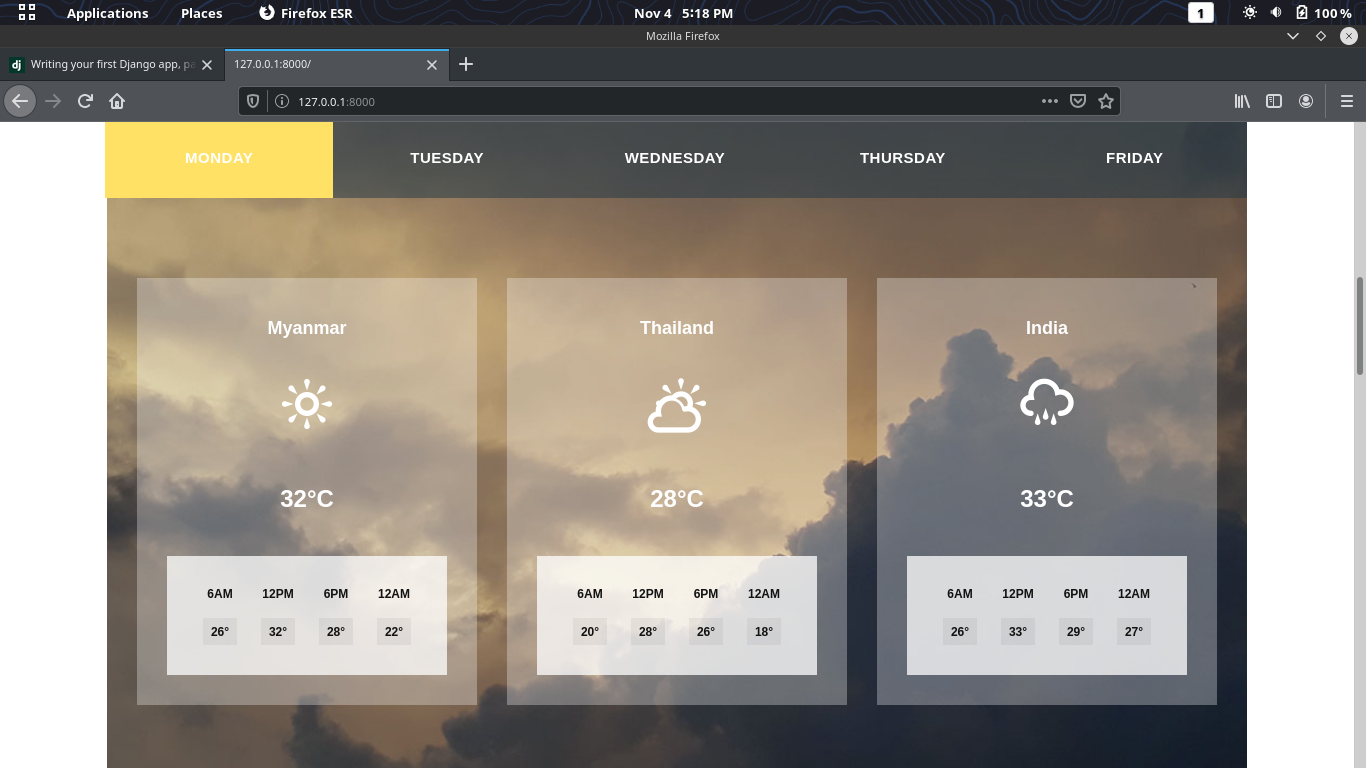 Applications Places Firefox ESR Nov 4 5:18 PM 1 100 %
Mozilla Firefox
dj Writing your first Django app, pa 127.0.0.1:8000/
127.0.0.1:8000
MONDAY TUESDAY WEDNESDAY THURSDAY FRIDAY
Myanmar
32°C
6AM 12PM 6PM 12AM
26° 32° 28° 22°
Thailand
28°C
6AM 12PM 6PM 12AM
20° 28° 26° 18°
India
33°C
6AM 12PM 6PM 12AM
26° 33° 29° 27°